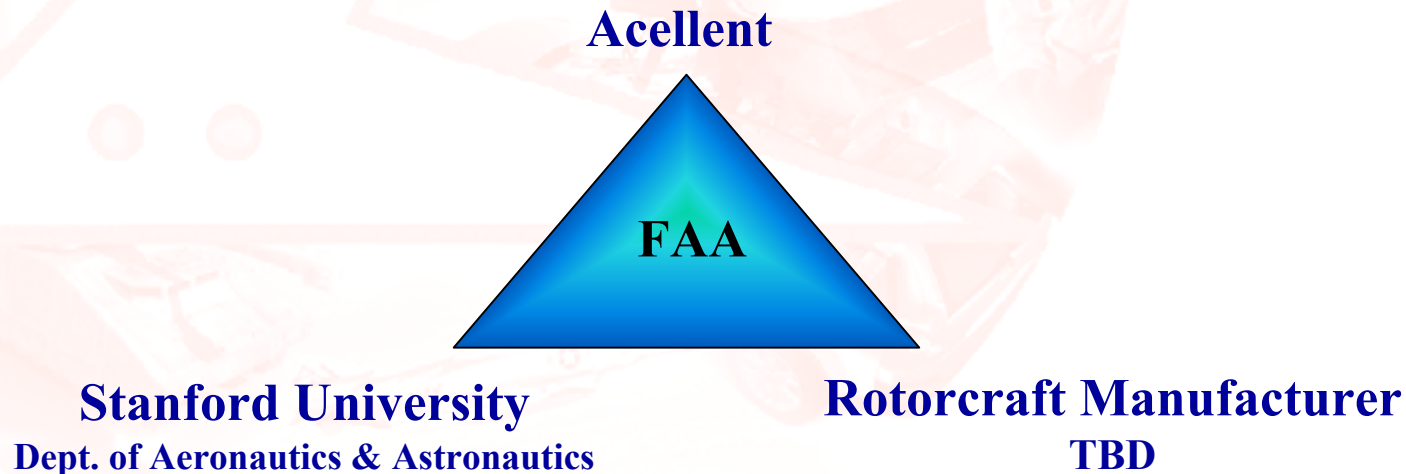 Acellent
FAA
Stanford University
Dept. of Aeronautics & Astronautics
Rotorcraft Manufacturer
TBD